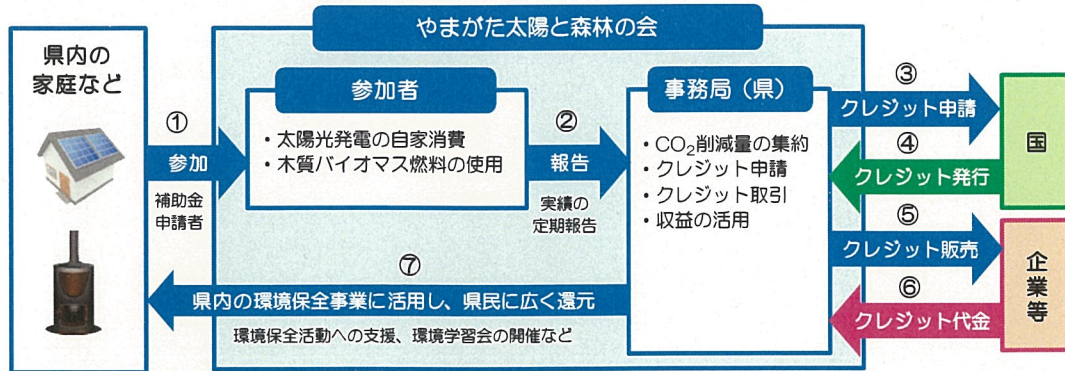 やまがた太陽と森林の会
県内の
家庭など
①
参加
補助金
申請者
参加者
・太陽光発電の自家消費
・木質バイオマス燃料の使用
②
報告
実績の
定期報告
事務局（県）
・CO₂削減量の集約
・クレジット申請
・クレジット取引
・収益の活用
③
クレジット申請
④
クレジット発行
国
⑤
クレジット販売
⑥
クレジット代金
企業等
⑦
県内の環境保全事業に活用し、県民に広く還元
環境保全活動への支援、環境学習会の開催など